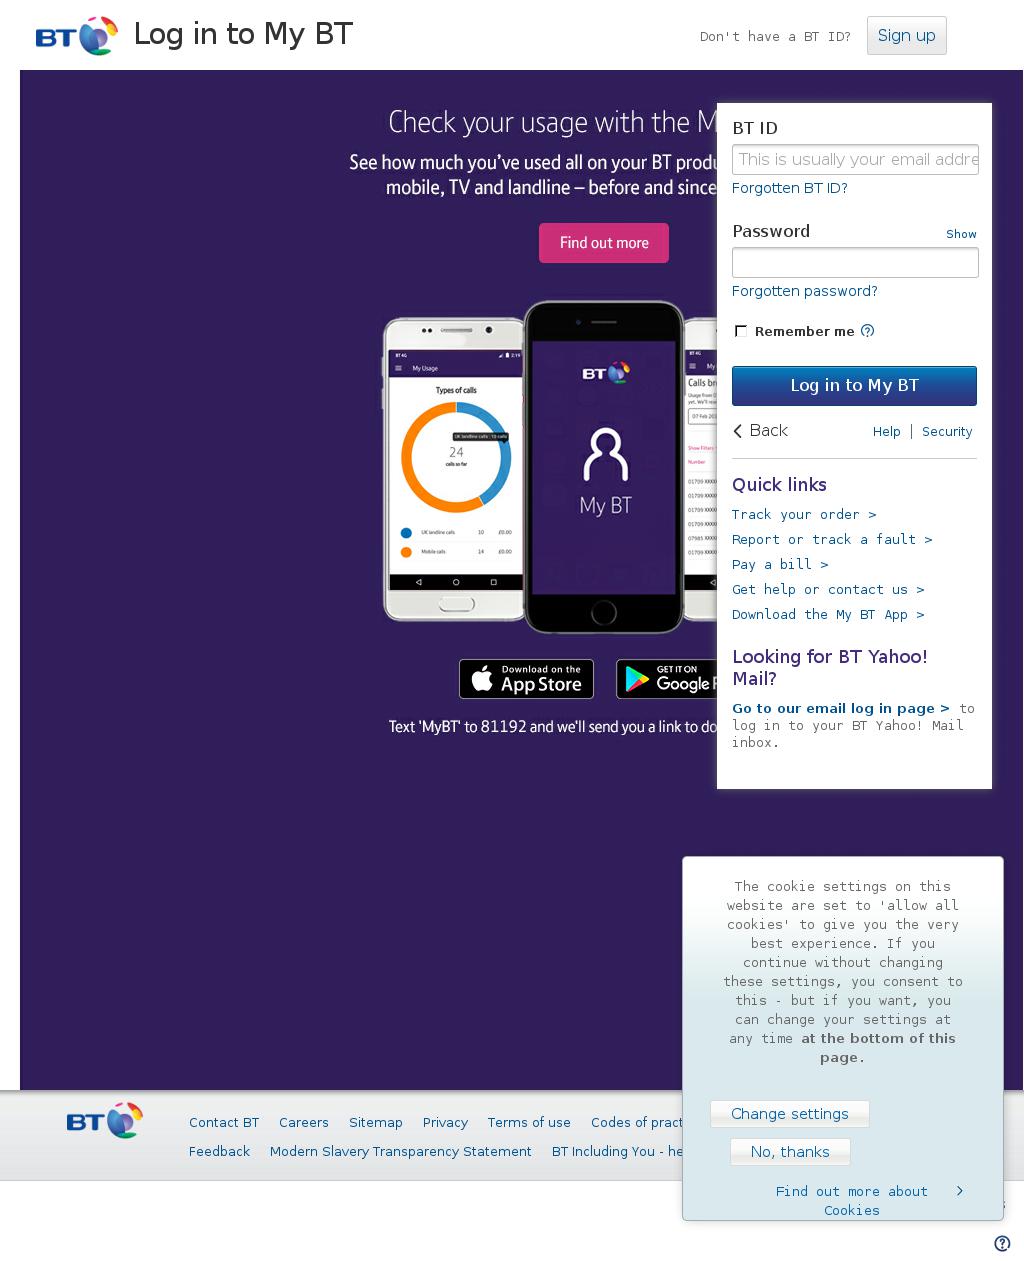 BT Log in to My BT
Don't have a BT ID?
Sign up
Check your usage with the M
See how much you've used all on your BT produ
mobile, TV and landline – before and since
Find out more
BT 4G 2:19
My Usage
Types of calls
UK landline calls : 10 calls
24
calls so far
UK landline calls 10 £0.00
Mobile calls 14 £0.00
BT
My BT
BT 4G
My
Calls br
07 Feb 20
Show Filters
Number
Download on the
App Store
GET IT ON
Google
Text 'MyBT' to 81192 and we'll send you a link to do
BT ID
This is usually your email addre
Forgotten BT ID?
Password
Show
Forgotten password?
Remember me ?
Log in to My BT
Back
Help | Security
Quick links
Track your order >
Report or track a fault >
Pay a bill >
Get help or contact us >
Download the My BT App >
Looking for BT Yahoo!
Mail?
Go to our email log in page > to
log in to your BT Yahoo! Mail
inbox.
The cookie settings on this
website are set to 'allow all
cookies' to give you the very
best experience. If you
continue without changing
these settings, you consent to
this - but if you want, you
can change your settings at
any time at the bottom of this
page.
Change settings
No, thanks
Find out more about
Cookies
BT
Contact BT Careers Sitemap Privacy Terms of use Codes of pract
Feedback Modern Slavery Transparency Statement BT Including You - he
?